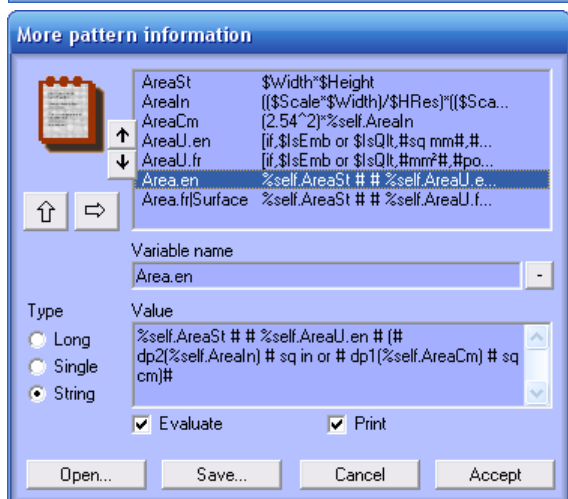 More pattern information
AreaSt $Width*$Height
AreaIn (($Scale*$Width)/$HRes)*(($Sca...
AreaCm (2.54^2)*%self.AreaIn
AreaU.en [if,$IsEmb or $IsQlt,#sq mm#,#...
AreaU.fr [if,$IsEmb or $IsQlt,#mm²#,#po...
Area.en %self.AreaSt # # %self.AreaU.e...
Area.fr|Surface %self.AreaSt # # %self.AreaU.f...
Variable name
Area.en
-
Type
Long
Single
String
Value
%self.AreaSt # # %self.AreaU.en # (#
dp2(%self.AreaIn) # sq in or # dp1(%self.AreaCm) # sq
cm)#
Evaluate
Print
Open...
Save...
Cancel
Accept